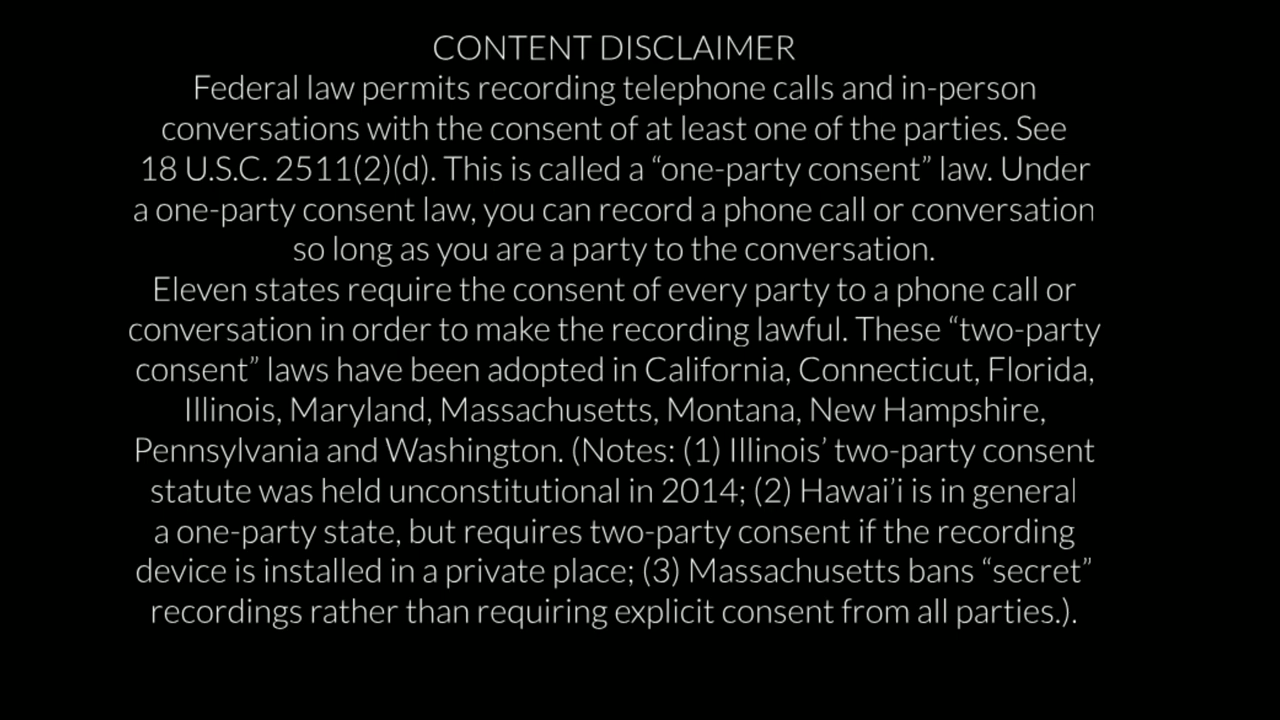 CONTENT DISCLAIMER
Federal law permits recording telephone calls and in-person
conversations with the consent of at least one of the parties. See
18 U.S.C. 2511(2)(d). This is called a “one-party consent” law. Under
a one-party consent law, you can record a phone call or conversation
so long as you are a party to the conversation.
Eleven states require the consent of every party to a phone call or
conversation in order to make the recording lawful. These “two-party
consent” laws have been adopted in California, Connecticut, Florida,
Illinois, Maryland, Massachusetts, Montana, New Hampshire,
Pennsylvania and Washington. (Notes: (1) Illinois’ two-party consent
statute was held unconstitutional in 2014; (2) Hawai’i is in general
a one-party state, but requires two-party consent if the recording
device is installed in a private place; (3) Massachusetts bans “secret”
recordings rather than requiring explicit consent from all parties.).